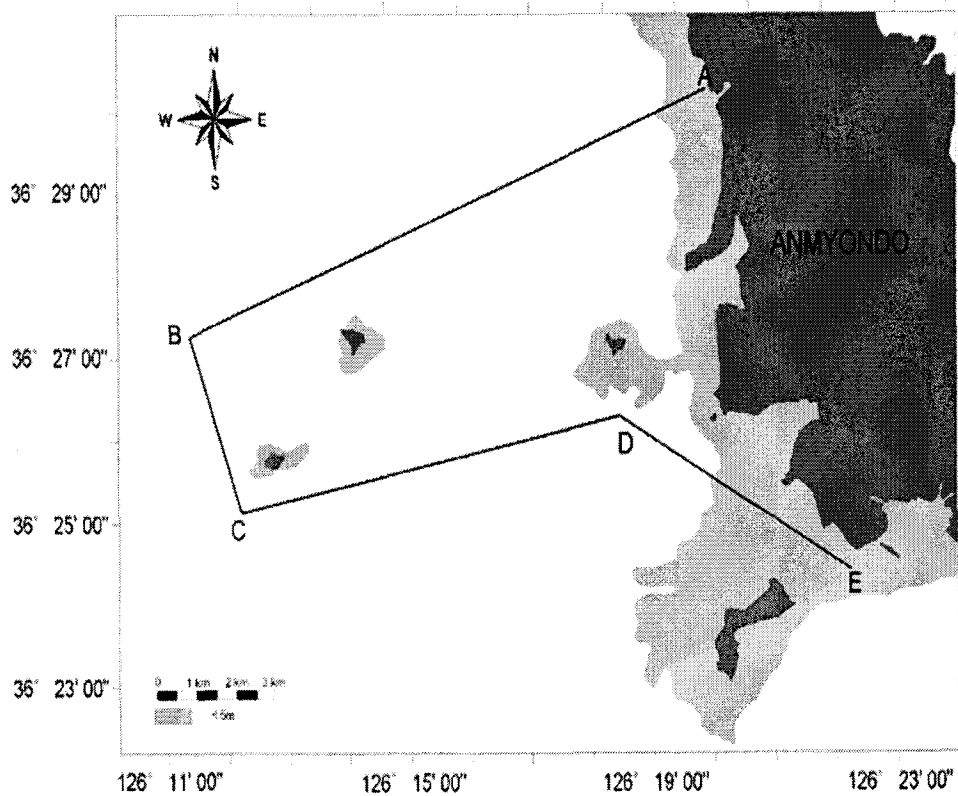 N
W E
S
A
36° 29' 00"
ANMYONDO
B
36° 27' 00"
D
C
36° 25' 00"
E
0 1 km 2 km 3 km
36° 23' 00"
<5m
126° 11' 00" 126° 15' 00" 126° 19' 00" 126° 23' 00"